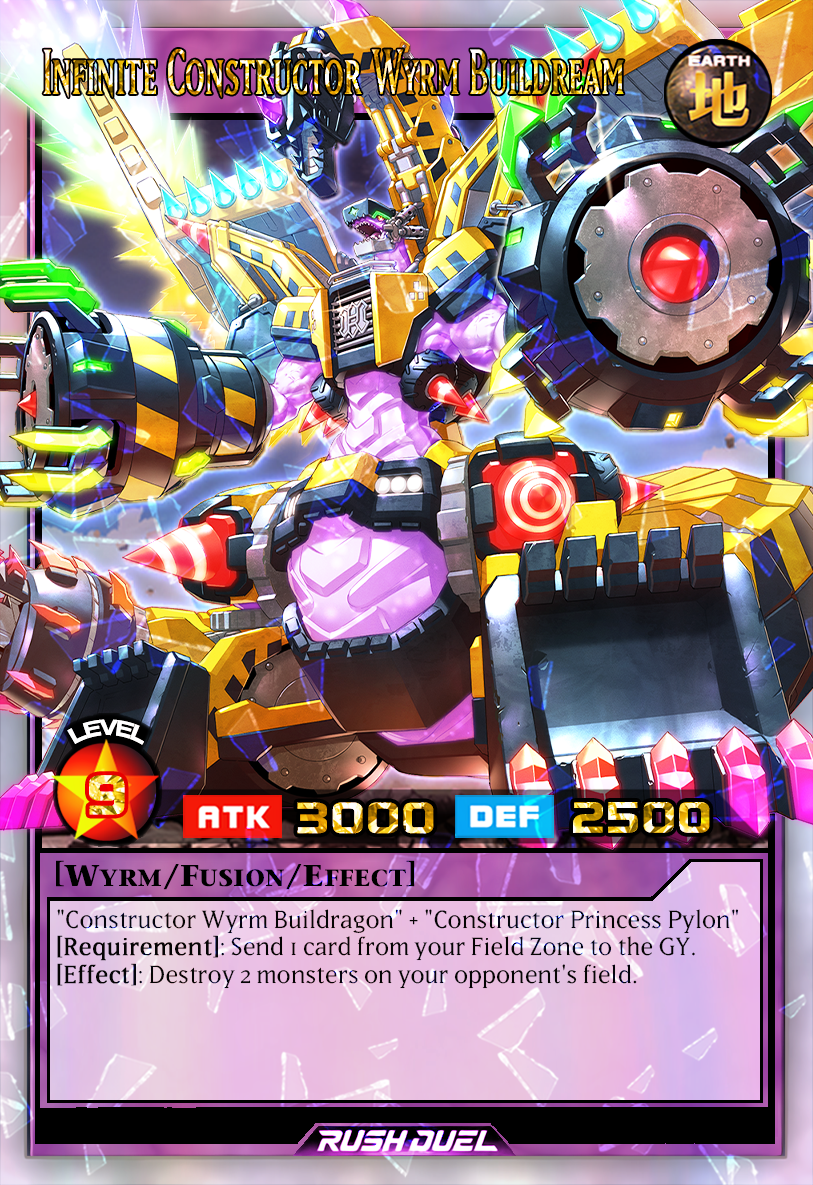 Infinite Constructor Wyrm Buildream
EARTH
地
H
LEVEL
9
ATK 3000 DEF 2500
[Wyrm/Fusion/Effect]
"Constructor Wyrm Buildragon" + "Constructor Princess Pylon"
[Requirement]: Send 1 card from your Field Zone to the GY.
[Effect]: Destroy 2 monsters on your opponent's field.
RUSH DUEL